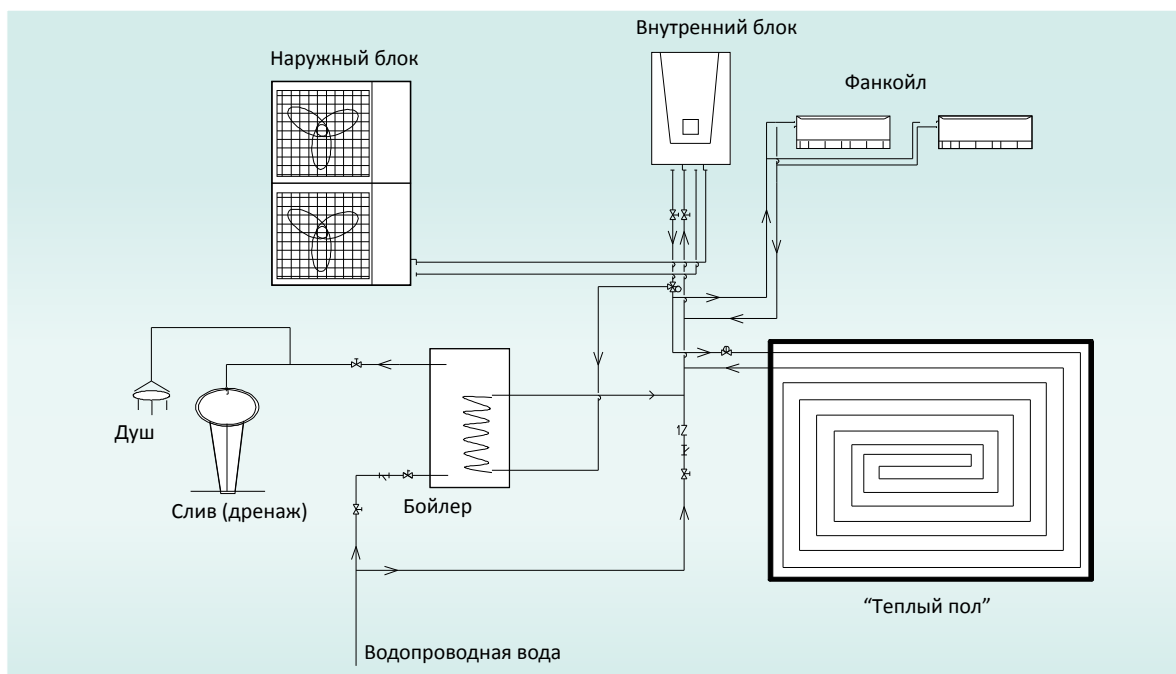 Внутренний блок
Наружный блок
Фанкойл
Душ
Слив (дренаж)
Бойлер
“Теплый пол”
Водопроводная вода